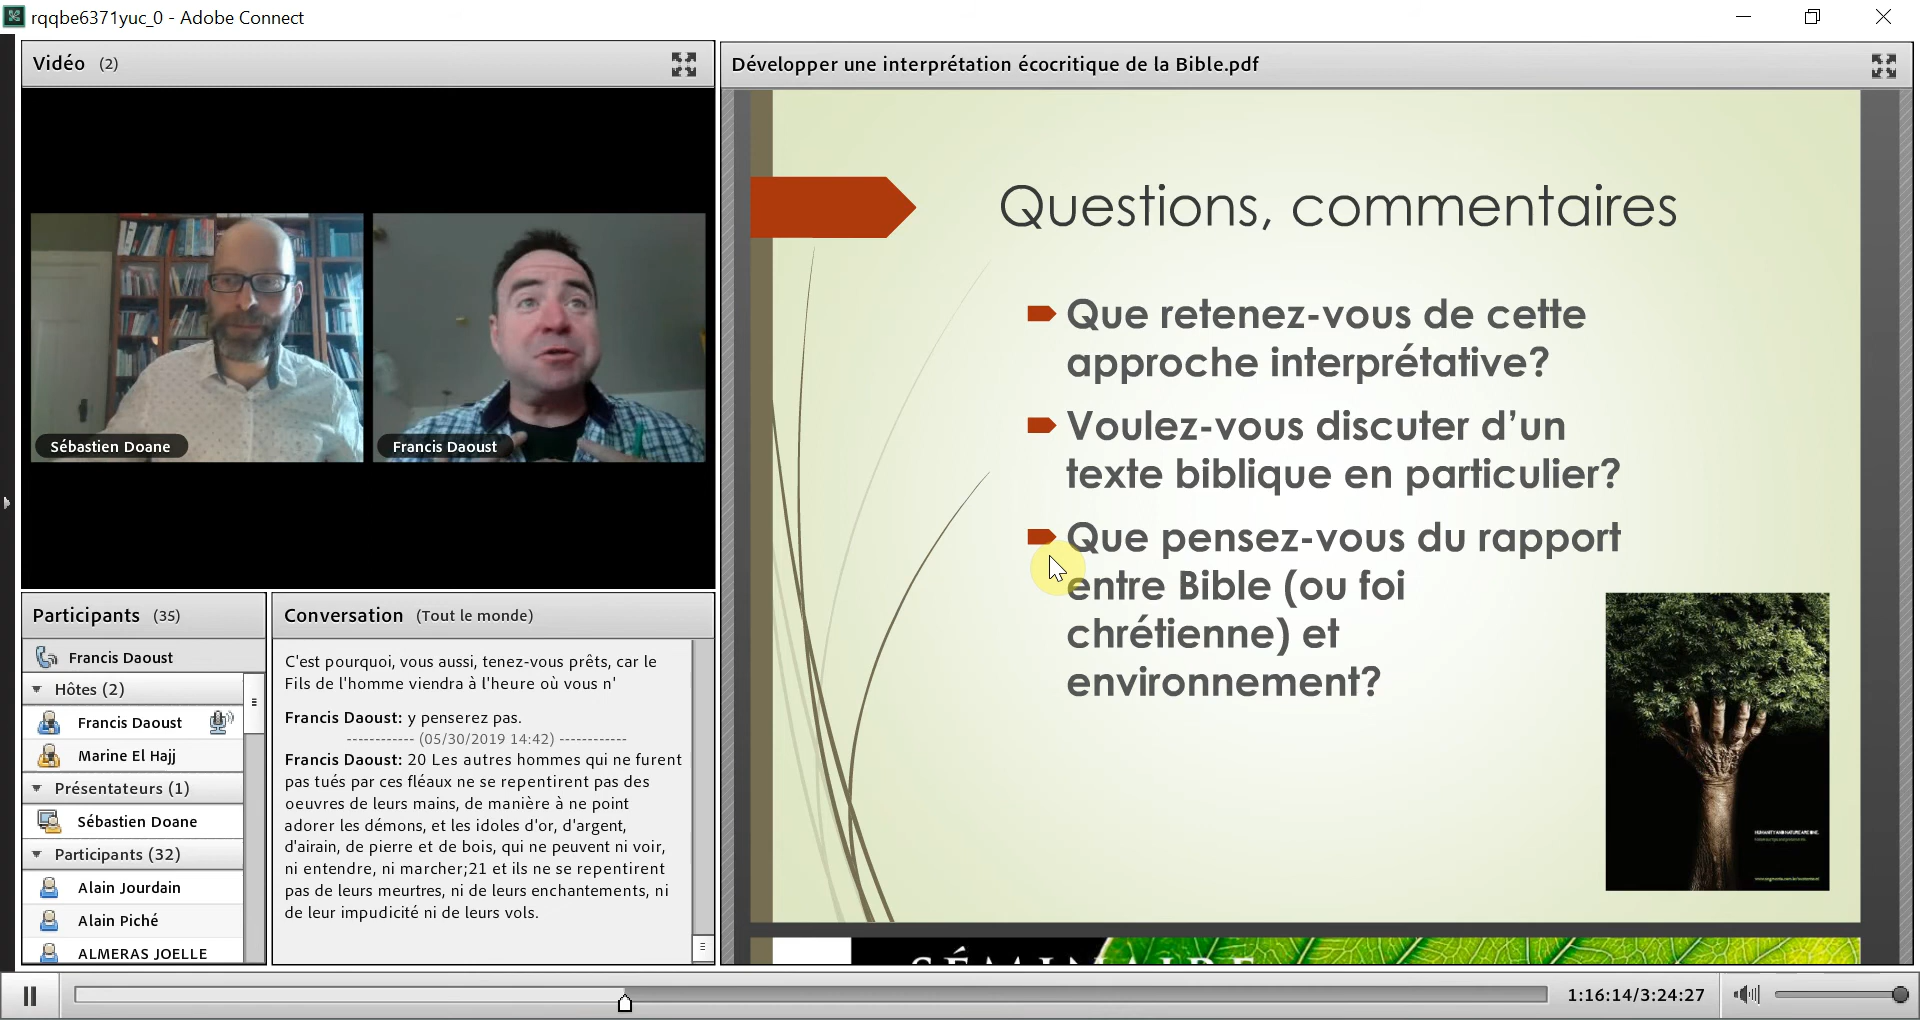 rqqbe6371yuc_0 - Adobe Connect
Vidéo (2)
Sébastien Doane
Francis Daoust
Participants (35)
Francis Daoust
Hôtes (2)
Francis Daoust
Marine El Hajj
Présentateurs (1)
Sébastien Doane
Participants (32)
Alain Jourdain
Alain Piché
ALMERAS JOELLE
Conversation (Tout le monde)
C'est pourquoi, vous aussi, tenez-vous prêts, car le
Fils de l'homme viendra à l'heure où vous n'
Francis Daoust: y penserez pas.
------------ (05/30/2019 14:42) ------------
Francis Daoust: 20 Les autres hommes qui ne furent
pas tués par ces fléaux ne se repentirent pas des
oeuvres de leurs mains, de manière à ne point
adorer les démons, et les idoles d'or, d'argent,
d'airain, de pierre et de bois, qui ne peuvent ni voir,
ni entendre, ni marcher;21 et ils ne se repentirent
pas de leurs meurtres, ni de leurs enchantements, ni
de leur impudicité ni de leurs vols.
Développer une interprétation écocritique de la Bible.pdf
Questions, commentaires
Que retenez-vous de cette
approche interprétative?
Voulez-vous discuter d'un
texte biblique en particulier?
Que pensez-vous du rapport
entre Bible (ou foi
chrétienne) et
environnement?
HUMANITY AND NATURE ARE ONE.
SÉMINAIRE
1:16:14/3:24:27